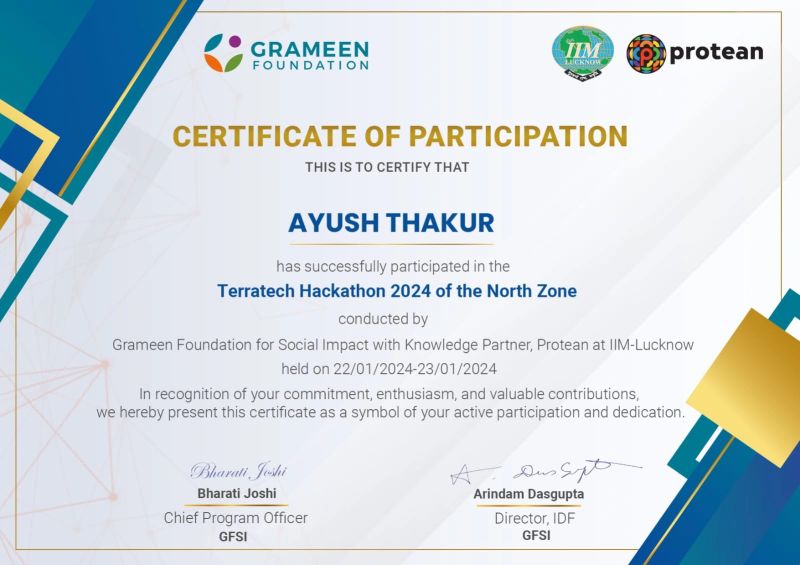 GRAMEEN
FOUNDATION
IIM
LUCKNOW
protean
CERTIFICATE OF PARTICIPATION
THIS IS TO CERTIFY THAT
AYUSH THAKUR
has successfully participated in the
Terratech Hackathon 2024 of the North Zone
conducted by
Grameen Foundation for Social Impact with Knowledge Partner, Protean at IIM-Lucknow
held on 22/01/2024-23/01/2024
In recognition of your commitment, enthusiasm, and valuable contributions,
we hereby present this certificate as a symbol of your active participation and dedication.
Bharati Joshi
A. DasGupta
Bharati Joshi
Arindam Dasgupta
Chief Program Officer
Director, IDF
GFSI
GFSI